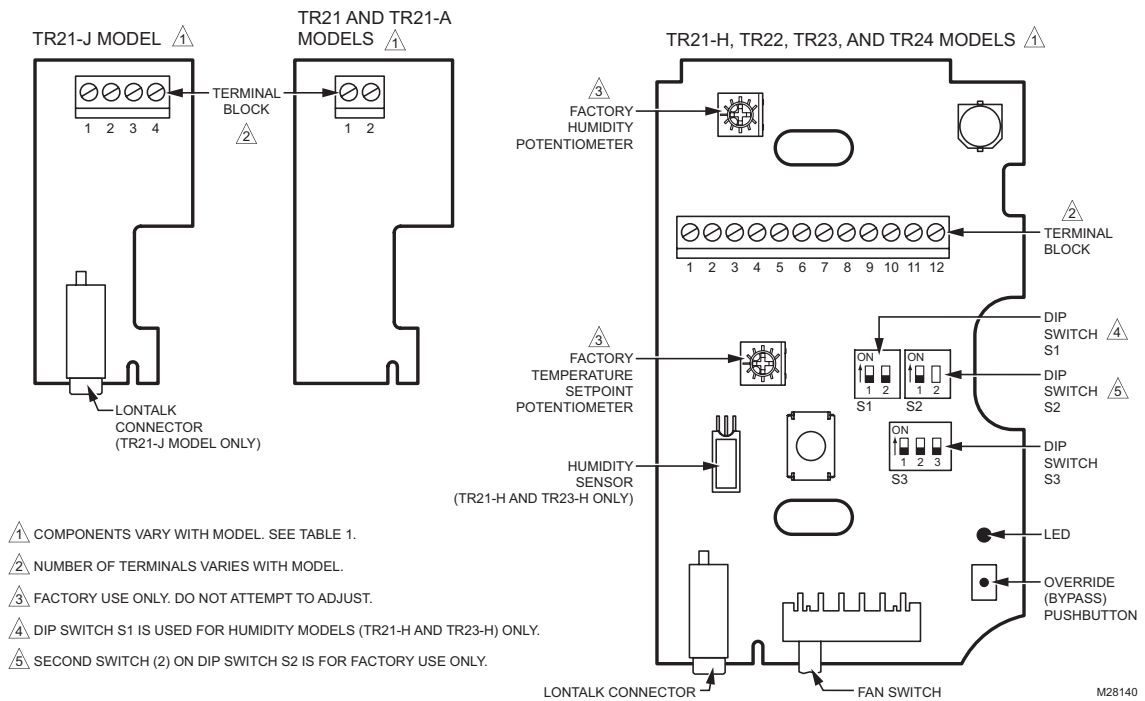 TR21-J MODEL 1
TR21 AND TR21-A
MODELS 1
TR21-H, TR22, TR23, AND TR24 MODELS 1
1 2 3 4
TERMINAL
BLOCK
2
1 2
LONTALK
CONNECTOR
(TR21-J MODEL ONLY)
3
FACTORY
HUMIDITY
POTENTIOMETER
2
TERMINAL
BLOCK
1 2 3 4 5 6 7 8 9 10 11 12
3
FACTORY
TEMPERATURE
SETPOINT
POTENTIOMETER
ON
1 2
S1
ON
1 2
S2
DIP
SWITCH 4
S1
DIP
SWITCH 5
S2
ON
1 2 3
S3
DIP
SWITCH
S3
HUMIDITY
SENSOR
(TR21-H AND TR23-H ONLY)
LED
OVERRIDE
(BYPASS)
PUSHBUTTON
LONTALK CONNECTOR
FAN SWITCH
1 COMPONENTS VARY WITH MODEL. SEE TABLE 1.
2 NUMBER OF TERMINALS VARIES WITH MODEL.
3 FACTORY USE ONLY. DO NOT ATTEMPT TO ADJUST.
4 DIP SWITCH S1 IS USED FOR HUMIDITY MODELS (TR21-H AND TR23-H) ONLY.
5 SECOND SWITCH (2) ON DIP SWITCH S2 IS FOR FACTORY USE ONLY.
M28140